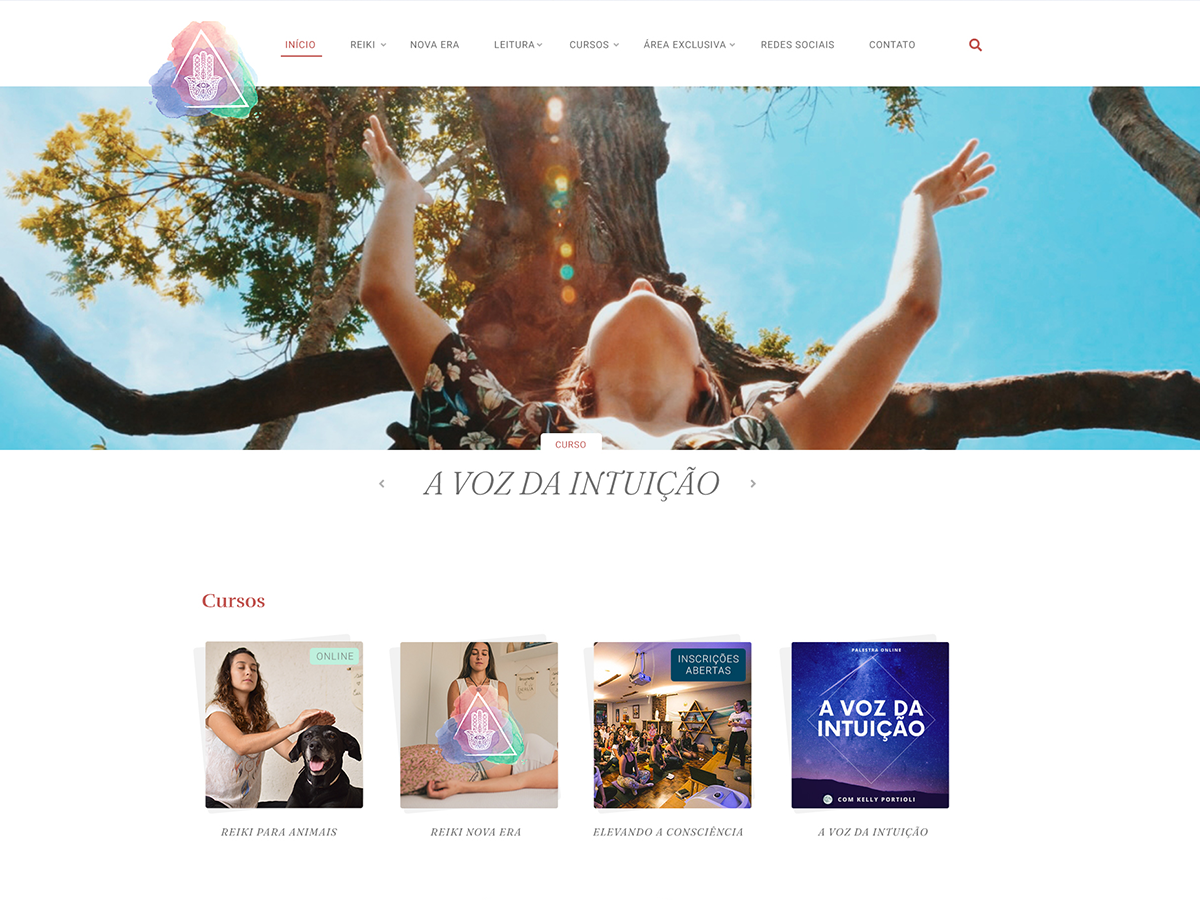 INÍCIO
REIKI
NOVA ERA
LEITURA
CURSOS
ÁREA EXCLUSIVA
REDES SOCIAIS
CONTATO
CURSO
A VOZ DA INTUIÇÃO
Cursos
ONLINE
INSCRIÇÕES
ABERTAS
PALESTRA ONLINE
A VOZ DA
INTUIÇÃO
COM KELLY PORTIOLI
REIKI PARA ANIMAIS
REIKI NOVA ERA
ELEVANDO A CONSCIÊNCIA
A VOZ DA INTUIÇÃO